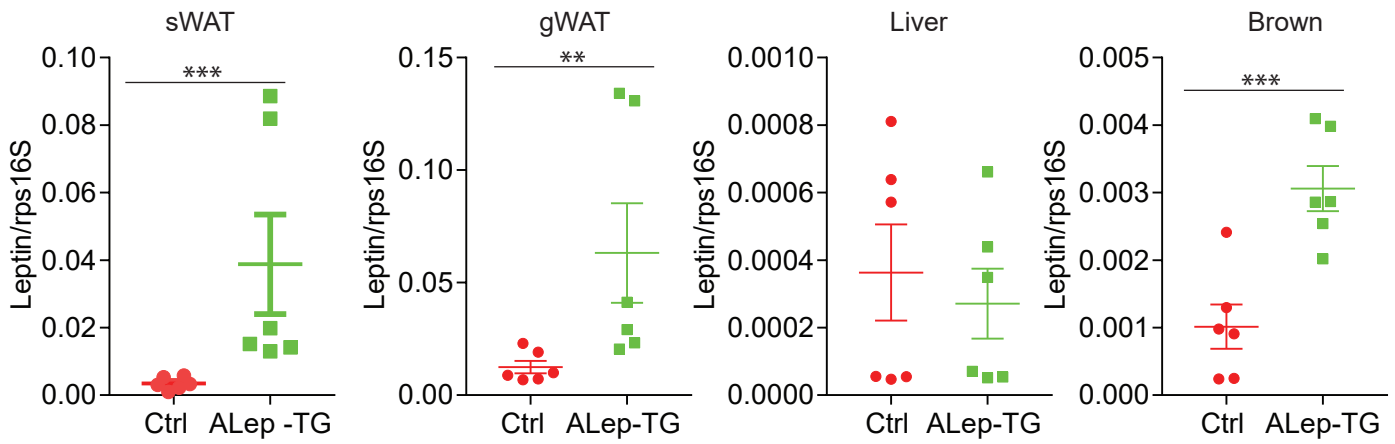 sWAT
***
Leptin/rps16S
0.10
0.08
0.06
0.04
0.02
0.00
Ctrl
ALep -TG
gWAT
**
Leptin/rps16S
0.15
0.10
0.05
0.00
Ctrl
ALep-TG
Liver
Leptin/rps16S
0.0010
0.0008
0.0006
0.0004
0.0002
0.0000
Ctrl
ALep-TG
Brown
***
Leptin/rps16S
0.005
0.004
0.003
0.002
0.001
0.000
Ctrl
ALep-TG